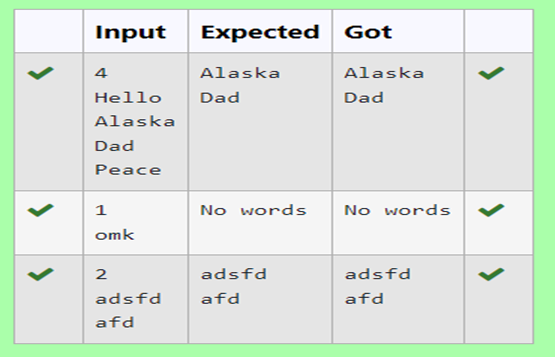 Input Expected Got
4 Alaska Alaska
Hello Dad Dad
Alaska
Dad
Peace
1 No words No words
omk
2 adsfd adsfd
adsfd afd afd
afd